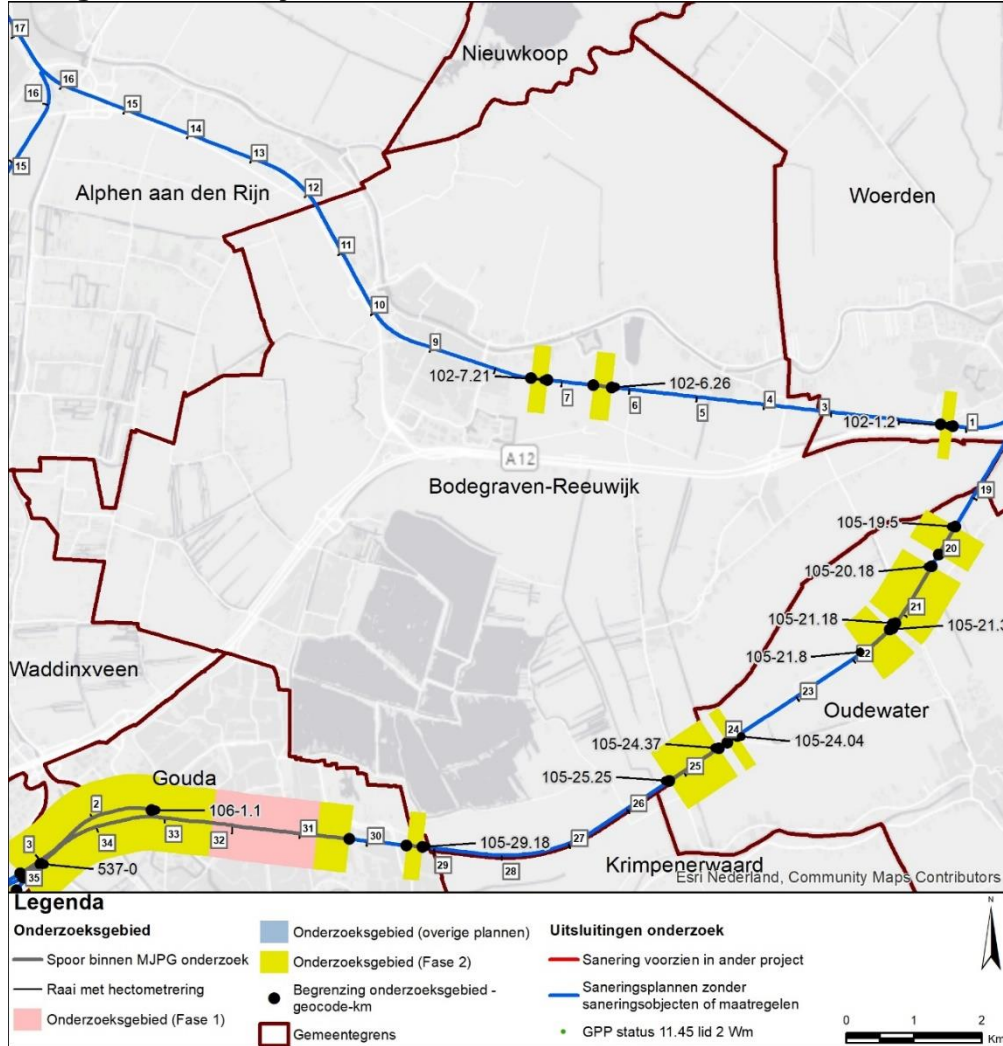 Nieuwkoop
17
16
16
15
14
13
15
12
Alphen aan den Rijn
Woerden
11
10
9
102-7.21
7
102-6.26
6
5
4
3
102-1.2
1
A12
Bodegraven-Reeuwijk
19
105-19.5
20
105-20.18
21
105-21.18
105-21.3
105-21.8
22
Waddinxveen
23
Oudewater
24
105-24.04
105-24.37
25
105-25.25
26
Gouda
2
106-1.1
34
33
32
31
30
105-29.18
27
3
35
537-0
29
28
Krimpenerwaard
Esri Nederland, Community Maps Contributors
Legenda
Onderzoeksgebied
Spoor binnen MJPG onderzoek
Raai met hectometrering
Onderzoeksgebied (Fase 1)
Onderzoeksgebied (overige plannen)
Onderzoeksgebied (Fase 2)
Begrenzing onderzoeksgebied -
geocode-km
Gemeentegrens
Uitsluitingen onderzoek
Sanering voorzien in ander project
Saneringsplannen zonder
saneringsobjecten of maatregelen
GPP status 11.45 lid 2 Wm
N
0 2
Km